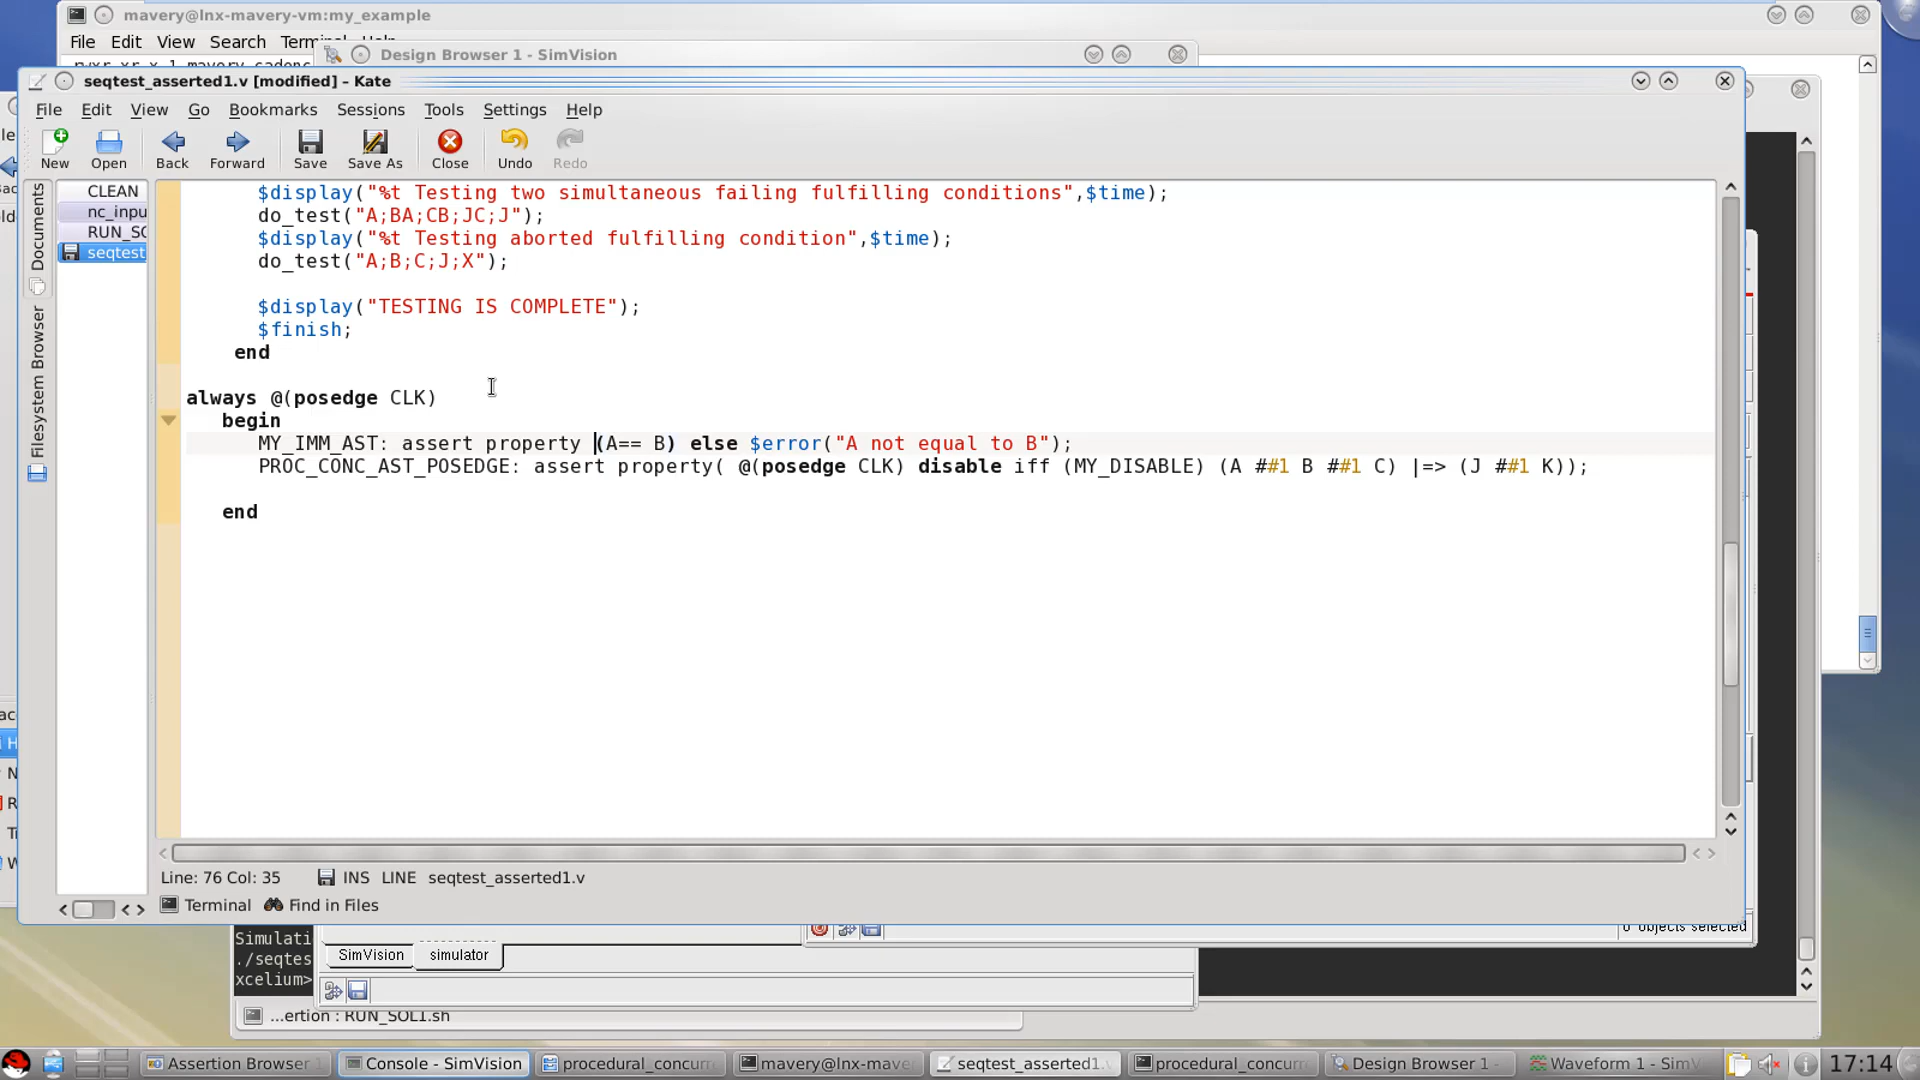 mavery@lnx-mavery-vm:my_example
File Edit View Search
Design Browser 1 - SimVision
seqtest_asserted1.v [modified] – Kate
File Edit View Go Bookmarks Sessions Tools Settings Help
New Open Back Forward Save Save As Close Undo Redo
Documents
Filesystem Browser
CLEAN
nc_inpu
RUN_SO
seqtest
$display("%t Testing two simultaneous failing fulfilling conditions",$time);
do_test("A;BA;CB;JC;J");
$display("%t Testing aborted fulfilling condition",$time);
do_test("A;B;C;J;X");
$display("TESTING IS COMPLETE");
$finish;
end
always @(posedge CLK)
begin
MY_IMM_AST: assert property (A== B) else $error("A not equal to B");
PROC_CONC_AST_POSEDGE: assert property( @(posedge CLK) disable iff (MY_DISABLE) (A ##1 B ##1 C) |=> (J ##1 K));
end
Line: 76 Col: 35 INS LINE seqtest_asserted1.v
Terminal Find in Files
0 objects selected
Simulati
./seqtes
xcelium>
SimVision simulator
...ertion : RUN_SOL1.sh
Assertion Browser Console - SimVision procedural_concurr mavery@lnx-mave seqtest_asserted1. procedural_concurr Design Browser 1 - Waveform 1 - SimV 17:14